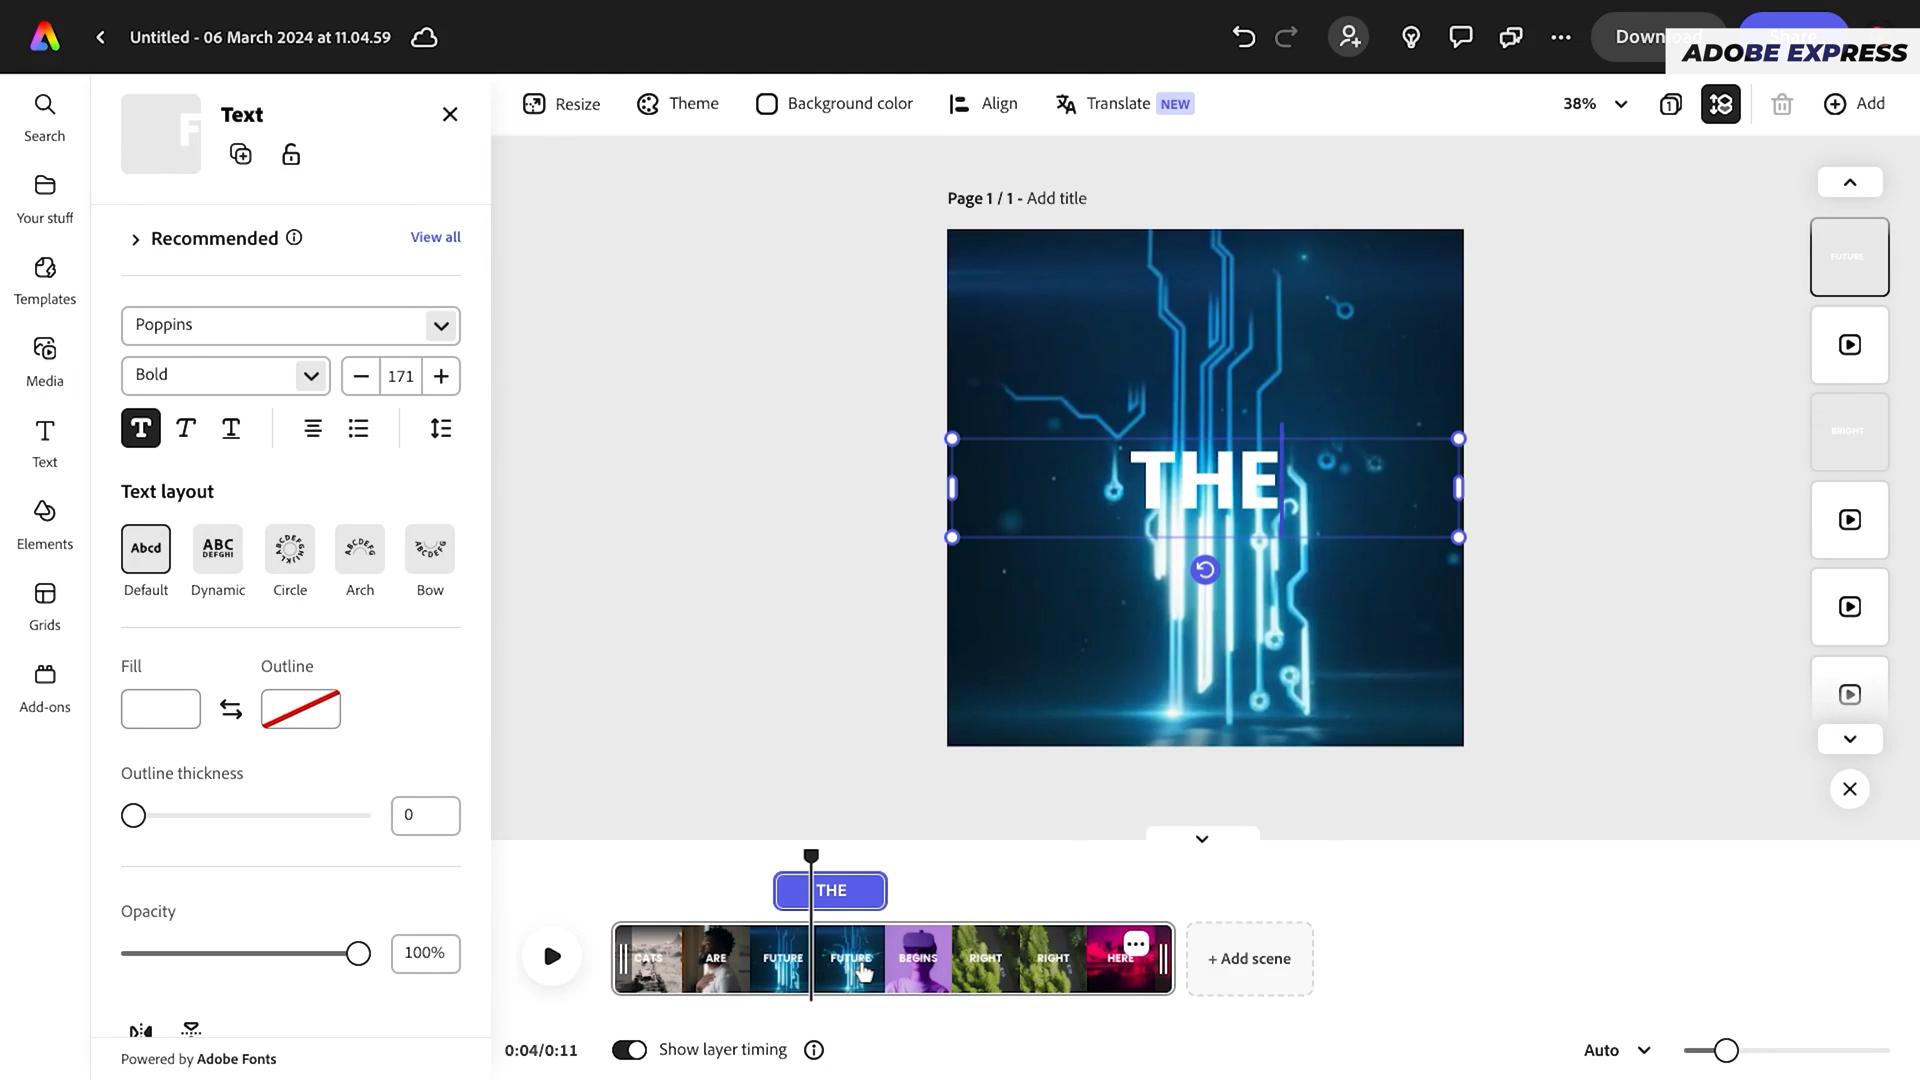 Untitled - 06 March 2024 at 11.04.59
Download
Share
ADOBE EXPRESS
Search
Your stuff
Templates
Media
Text
Elements
Grids
Add-ons
F
Text
Recommended
View all
Poppins
Bold
171
Text layout
Abcd
ABC
DEFGHI
Default
Dynamic
Circle
Arch
Bow
Fill
Outline
Outline thickness
0
Opacity
100%
Powered by Adobe Fonts
Resize
Theme
Background color
Align
Translate NEW
38%
1
Add
Page 1 / 1 - Add title
THE
FUTURE
BRIGHT
THE
CATS
ARE
FUTURE
FUTURE
BEGINS
RIGHT
RIGHT
HERE
+ Add scene
0:04/0:11
Show layer timing
Auto